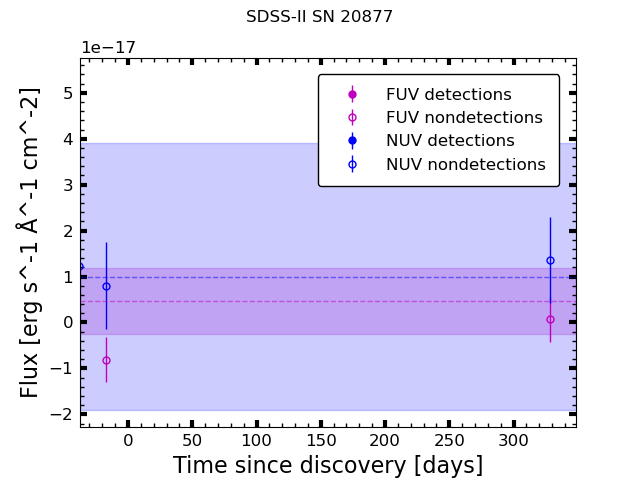 SDSS-II SN 20877
1e−17
FUV detections
FUV nondetections
NUV detections
NUV nondetections
5
4
3
2
1
0
−1
−2
Flux [erg s^-1 Å^-1 cm^-2]
0 50 100 150 200 250 300
Time since discovery [days]